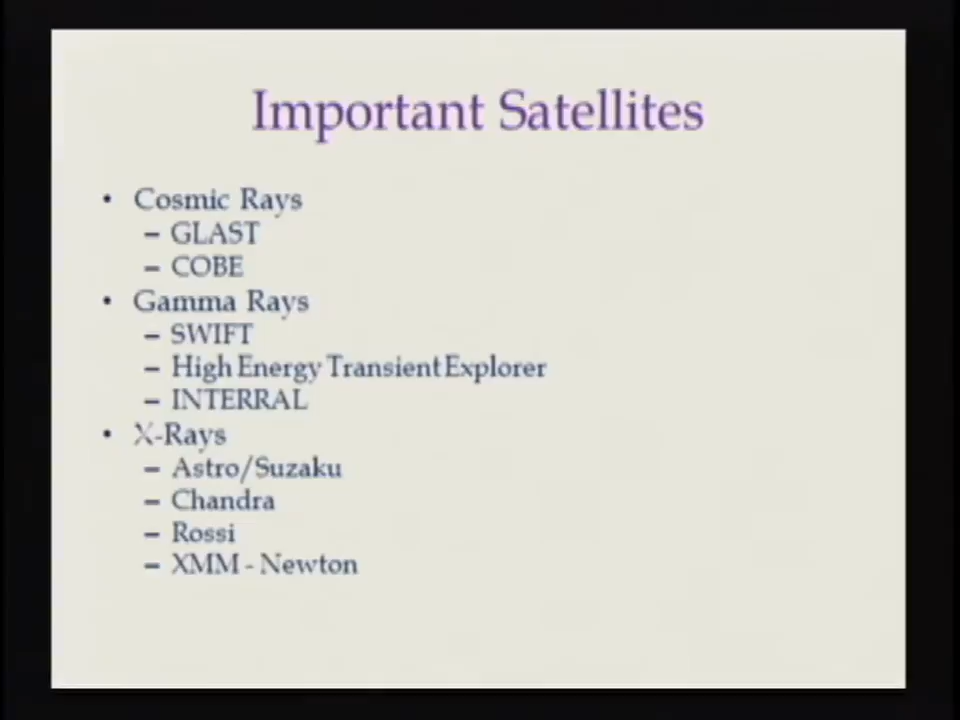 Important Satellites
• Cosmic Rays
– GLAST
– COBE
• Gamma Rays
– SWIFT
– High Energy Transient Explorer
– INTERRAL
• X-Rays
– Astro/Suzaku
– Chandra
– Rossi
– XMM - Newton